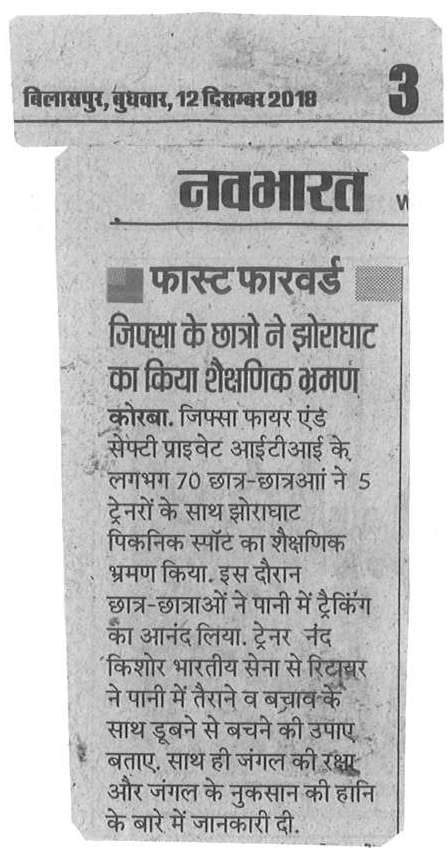 बिलासपुर, बुधवार, 12 दिसम्बर 2018
3
नवभारत
फास्ट फारवर्ड
जिफ्सा के छात्रो ने झोराघाट
का किया शैक्षणिक भ्रमण
कोरबा. जिफ्सा फायर एंड
सेफ्टी प्राइवेट आईटीआई के
लगभग 70 छात्र-छात्रआां ने 5
ट्रेनरों के साथ झोराघाट
पिकनिक स्पॉट का शैक्षणिक
भ्रमण किया. इस दौरान
छात्र-छात्राओं ने पानी में ट्रैकिंग
का आनंद लिया. ट्रेनर नंद
किशोर भारतीय सेना से रिटायर
ने पानी में तैराने व बचाव के
साथ डूबने से बचने की उपाए
बताए. साथ ही जंगल की रक्षा
और जंगल के नुकसान की हानि
के बारे में जानकारी दी.